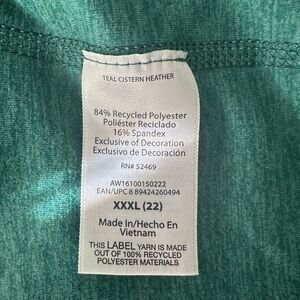 TEAL CISTERN HEATHER
84% Recycled Polyester
Poliéster Reciclado
16% Spandex
Exclusive of Decoration
Exclusivo de Decoración
RN# 52469
AW16100150222
EAN/UPC 8 89424260494
XXXL (22)
Made In/Hecho En
Vietnam
THIS LABEL YARN IS MADE
OUT OF 100% RECYCLED
POLYESTER MATERIALS